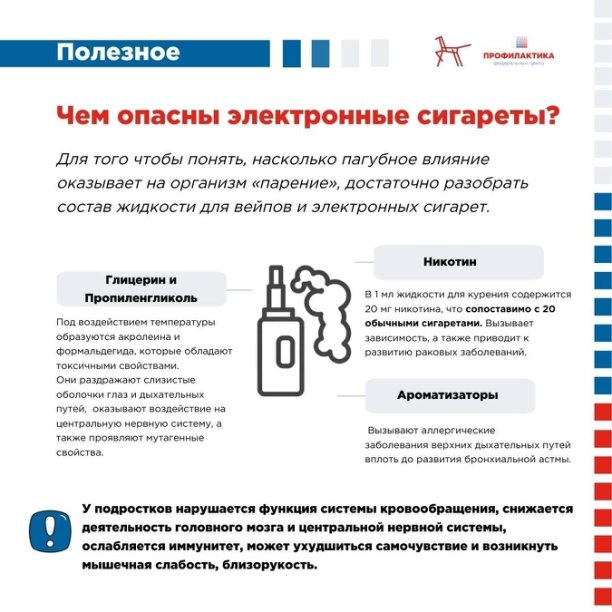 Полезное
ПРОФИЛАКТИКА
федеральный центр
Чем опасны электронные сигареты?
Для того чтобы понять, насколько пагубное влияние
оказывает на организм «парение», достаточно разобрать
состав жидкости для вейпов и электронных сигарет.
Глицерин и
Пропиленгликоль
Под воздействием температуры
образуются акролеина и
формальдегида, которые обладают
токсичными свойствами.
Они раздражают слизистые
оболочки глаз и дыхательных
путей, оказывают воздействие на
центральную нервную систему, а
также проявляют мутагенные
свойства.
Никотин
В 1 мл жидкости для курения содержится
20 мг никотина, что сопоставимо с 20
обычными сигаретами. Вызывает
зависимость, а также приводит к
развитию раковых заболеваний.
Ароматизаторы
Вызывают аллергические
заболевания верхних дыхательных путей
вплоть до развития бронхиальной астмы.
У подростков нарушается функция системы кровообращения, снижается
деятельность головного мозга и центральной нервной системы,
ослабляется иммунитет, может ухудшиться самочувствие и возникнуть
мышечная слабость, близорукость.